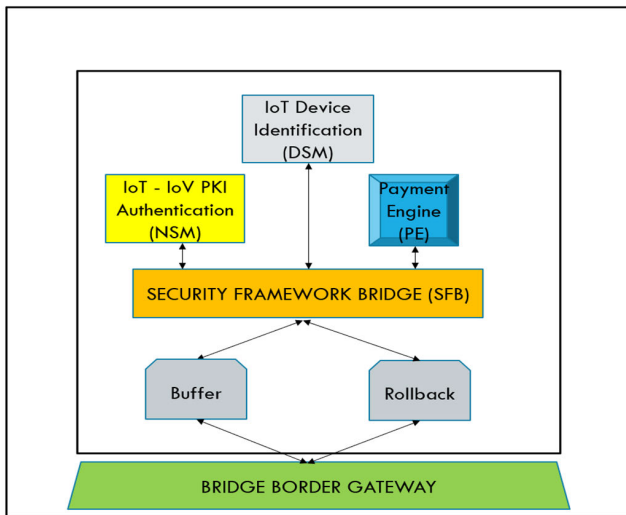 IoT Device
Identification
(DSM)
IoT - IoV PKI
Authentication
(NSM)
Payment
Engine
(PE)
SECURITY FRAMEWORK BRIDGE (SFB)
Buffer
Rollback
BRIDGE BORDER GATEWAY